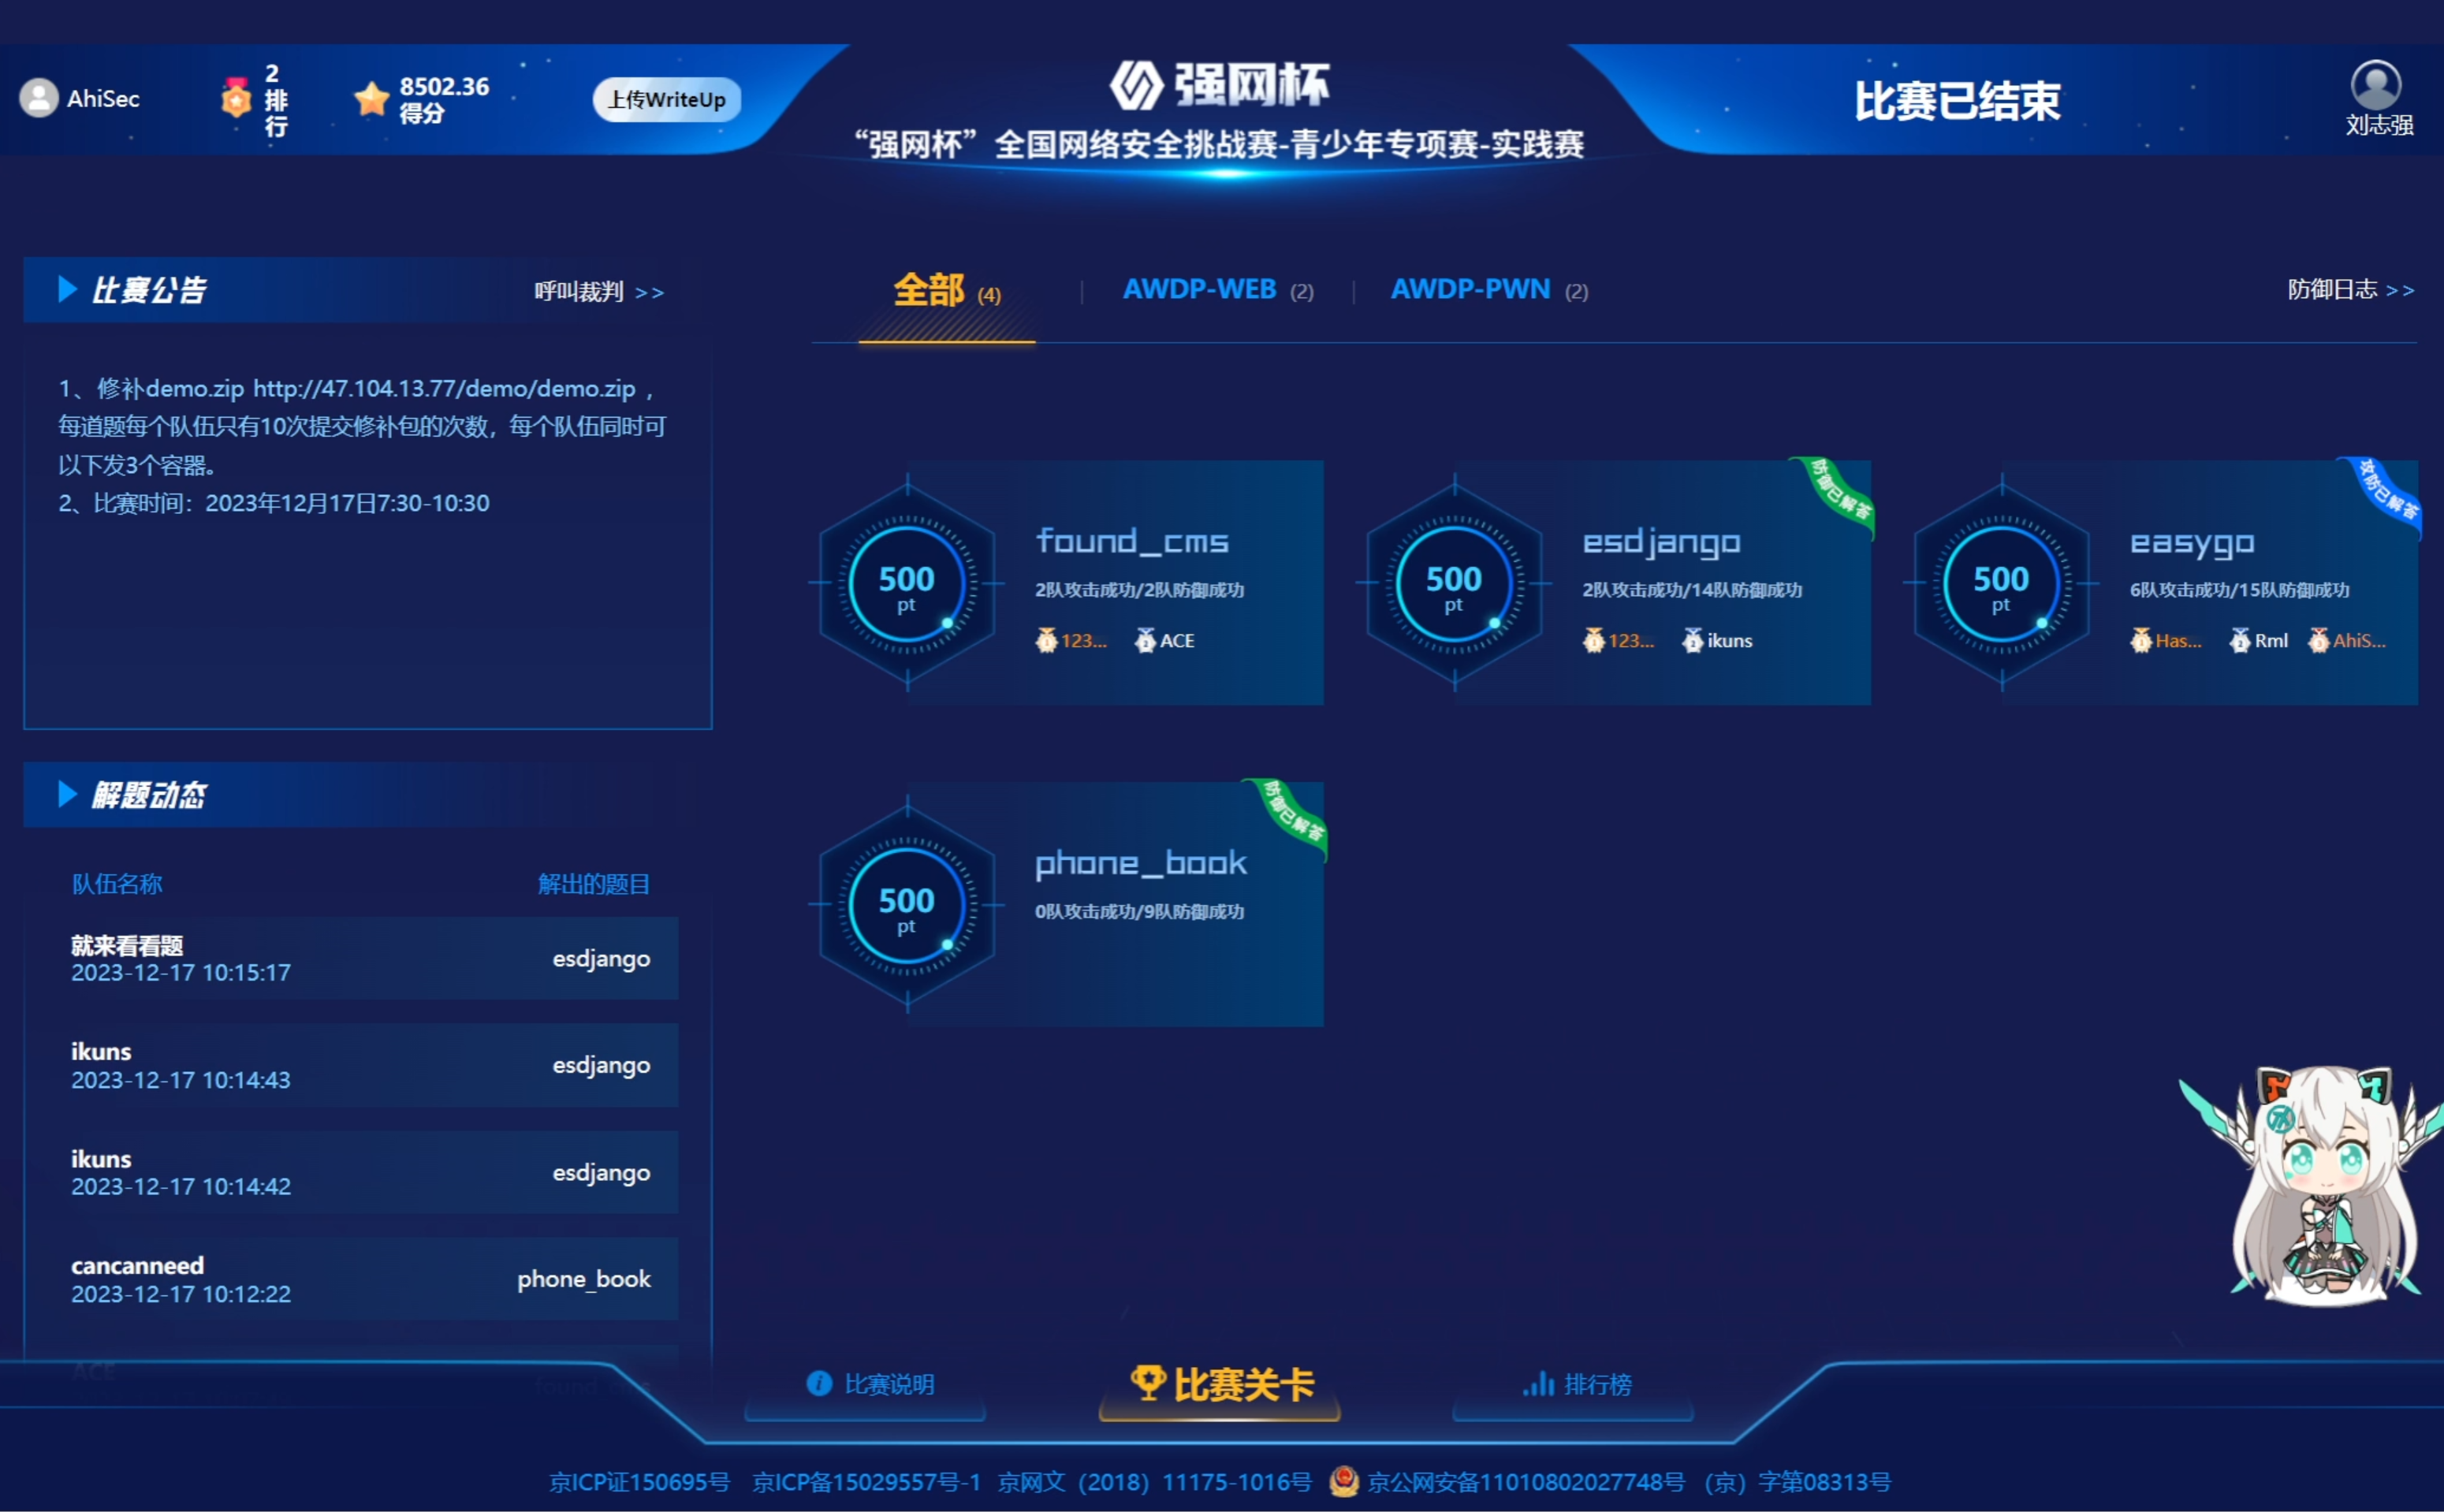 AhiSec
2
排
行
8502.36
得分
上传WriteUp
强网杯
“强网杯”全国网络安全挑战赛-青少年专项赛-实践赛
比赛已结束
刘志强
比赛公告
呼叫裁判 >>
1、修补demo.zip http://47.104.13.77/demo/demo.zip ，
每道题每个队伍只有10次提交修补包的次数，每个队伍同时可
以下发3个容器。
2、比赛时间：2023年12月17日7:30-10:30
全部 (4)
AWDP-WEB (2)
AWDP-PWN (2)
防御日志 >>
500
pt
found_cms
2队攻击成功/2队防御成功
123...
ACE
防御已解答
500
pt
esdjango
2队攻击成功/14队防御成功
123...
ikuns
攻防已解答
500
pt
easygo
6队攻击成功/15队防御成功
Has...
Rml
AhiS...
防御已解答
500
pt
phone_book
0队攻击成功/9队防御成功
解题动态
队伍名称
解出的题目
就来看看题
2023-12-17 10:15:17
esdjango
ikuns
2023-12-17 10:14:43
esdjango
ikuns
2023-12-17 10:14:42
esdjango
cancanneed
2023-12-17 10:12:22
phone_book
ACE
比赛说明
比赛关卡
排行榜
京ICP证150695号 京ICP备15029557号-1 京网文（2018）11175-1016号 京公网安备11010802027748号 （京）字第08313号